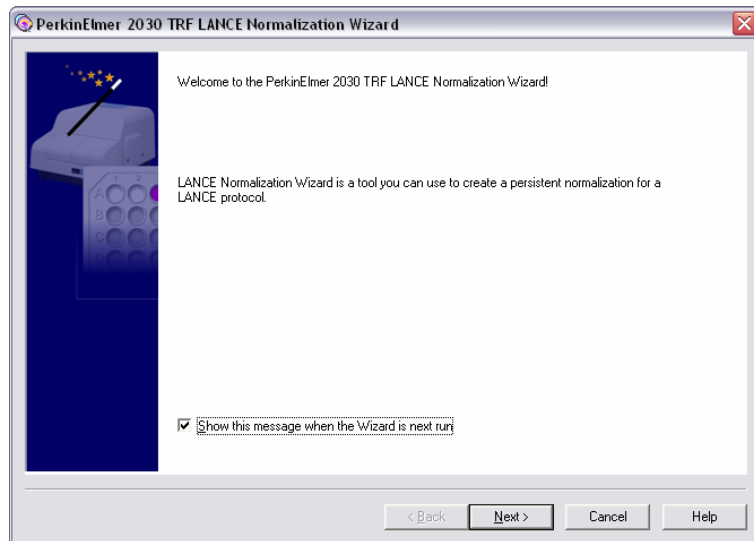 PerkinElmer 2030 TRF LANCE Normalization Wizard
Welcome to the PerkinElmer 2030 TRF LANCE Normalization Wizard!
LANCE Normalization Wizard is a tool you can use to create a persistent normalization for a
LANCE protocol.
1 2
A
B
C
Show this message when the Wizard is next run
< Back Next > Cancel Help